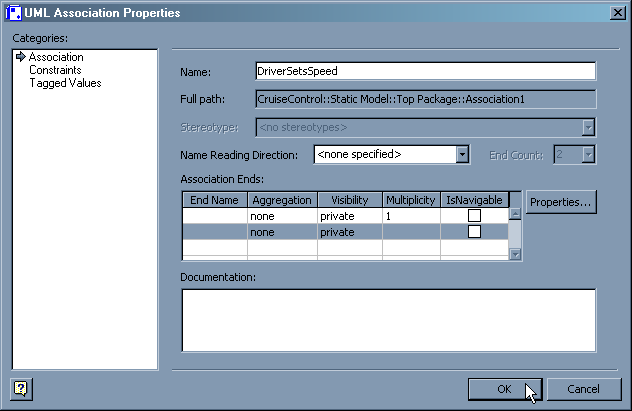 UML Association Properties
Categories:
Association
Constraints
Tagged Values
Name: DriverSetsSpeed
Full path: CruiseControl::Static Model::Top Package::Association1
Stereotype: <no stereotypes>
Name Reading Direction: <none specified> End Count: 2
Association Ends:
End Name Aggregation Visibility Multiplicity IsNavigable
none private 1
none private
Properties...
Documentation:
? OK Cancel